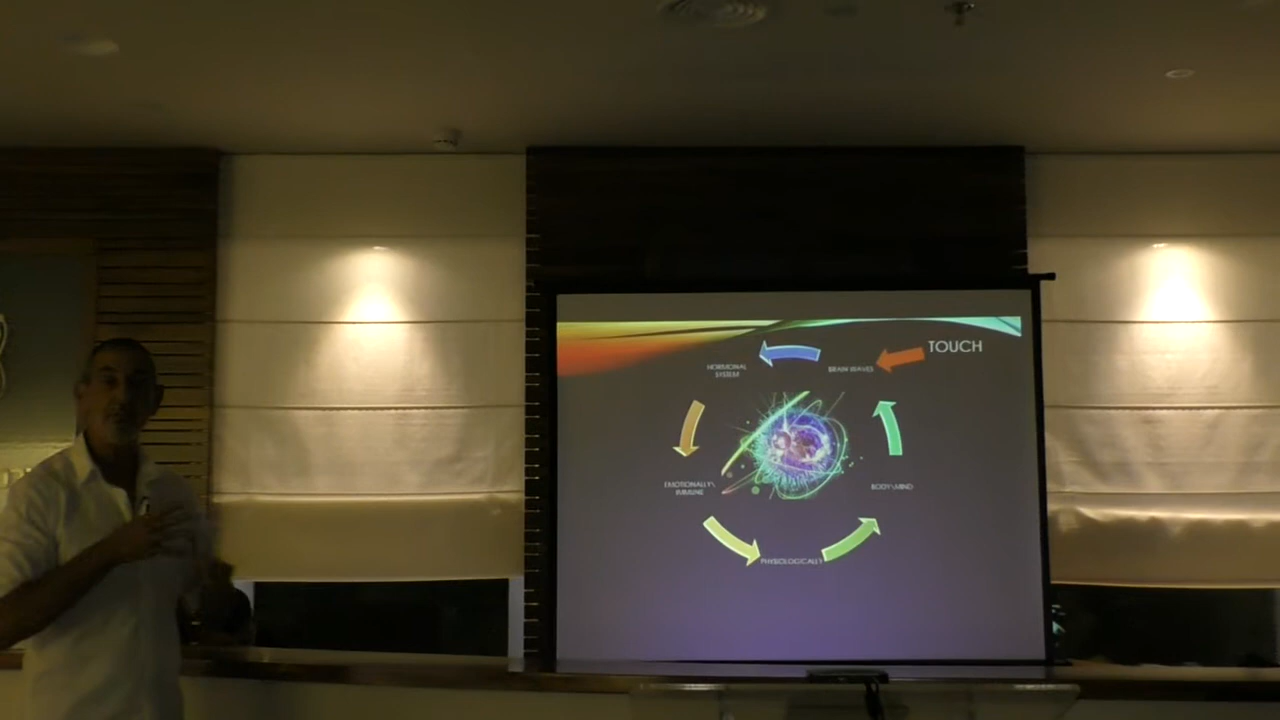 TOUCH
BRAIN WAVES
HORMONAL
SYSTEM
EMOTIONALLY\
IMMUNE
PHYSIOLOGICALLY
BODY\MIND